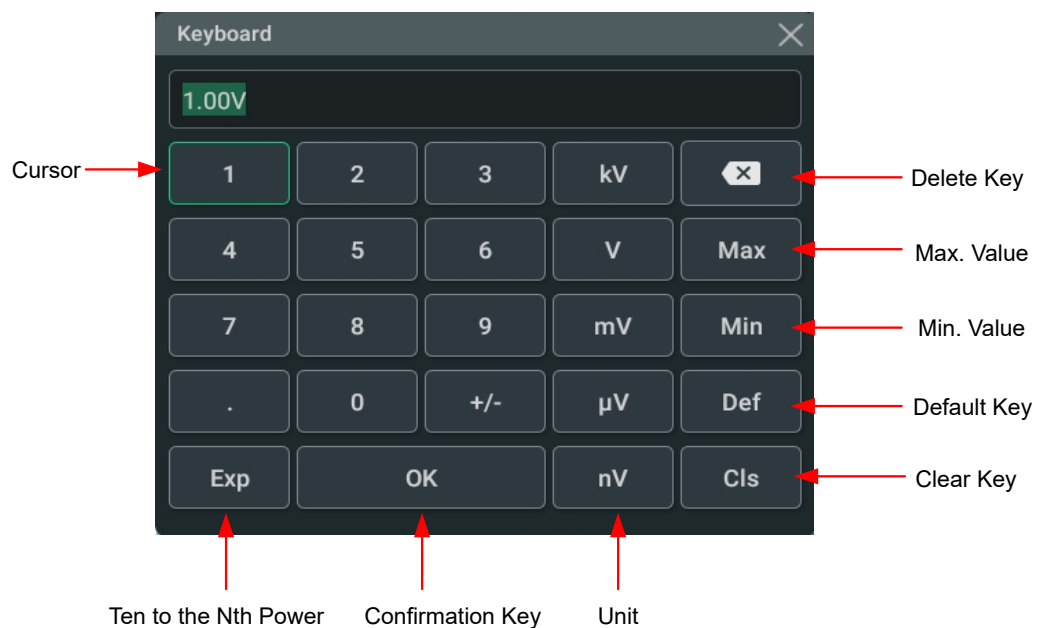 Keyboard
1.00V
Cursor 1 2 3 kV Delete Key
4 5 6 V Max Max. Value
7 8 9 mV Min Min. Value
. 0 +/- µV Def Default Key
Exp OK nV Cls Clear Key
Ten to the Nth Power Confirmation Key Unit